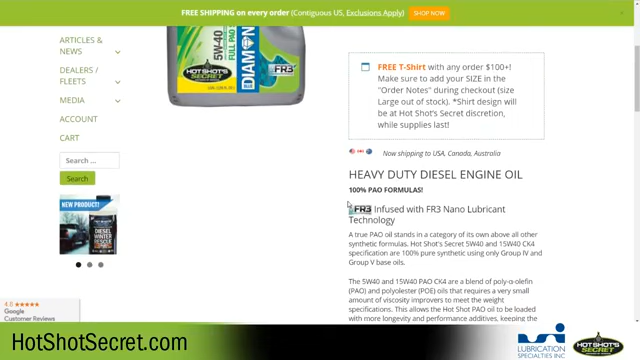 FREE SHIPPING on every order (Contiguous US, Exclusions Apply) SHOP NOW
ARTICLES &
NEWS
DEALERS /
FLEETS
MEDIA
ACCOUNT
CART
Search ...
Search
NEW PRODUCT!
DIESEL
WINTER
RESCUE
4.6
Google
Customer Reviews
5W-40
FULL PAO
DIAMOND
BLUE
FR3
HOT SHOT'S
SECRET
FREE T-Shirt with any order $100+!
Make sure to add your SIZE in the
"Order Notes" during checkout (size
Large out of stock). *Shirt design will
be at Hot Shot's Secret discretion,
while supplies last!
Now shipping to USA, Canada, Australia
HEAVY DUTY DIESEL ENGINE OIL
100% PAO FORMULAS!
FR3 Infused with FR3 Nano Lubricant
Technology
A true PAO oil stands in a category of its own above all other
synthetic formulas. Hot Shot's Secret 5W40 and 15W40 CK4
specification are 100% pure synthetic using only Group IV and
Group V base oils.
The 5W40 and 15W40 PAO CK4 are a blend of poly-α-olefin
(PAO) and polyolester (POE) oils that requires a very small
amount of viscosity improvers to meet the weight
specifications. This allows the Hot Shot PAO oil to be loaded
with more longevity and performance additives, keeping the
HotShotSecret.com
LUBRICATION
SPECIALTIES INC
HOT SHOT'S
SECRET